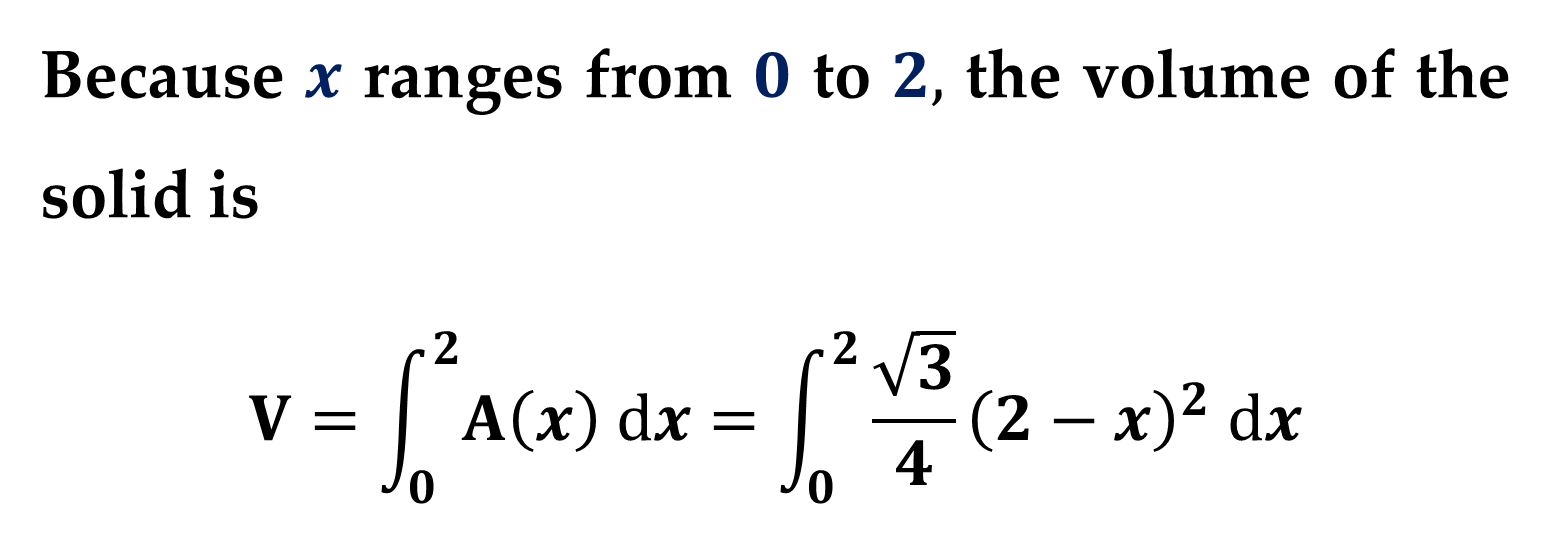 Because x ranges from 0 to 2, the volume of the
solid is
V = ∫₀² A(x) dx = ∫₀² √3/4 (2 − x)² dx